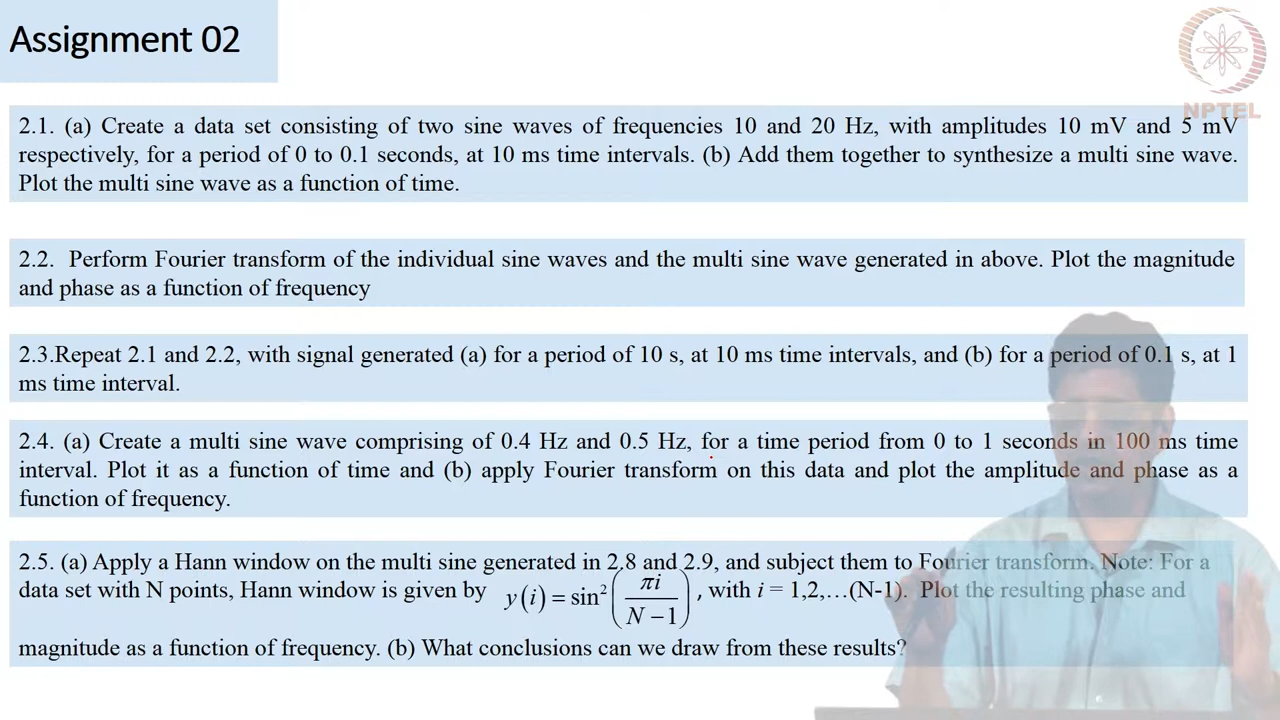 Assignment 02
NPTEL
2.1. (a) Create a data set consisting of two sine waves of frequencies 10 and 20 Hz, with amplitudes 10 mV and 5 mV
respectively, for a period of 0 to 0.1 seconds, at 10 ms time intervals. (b) Add them together to synthesize a multi sine wave.
Plot the multi sine wave as a function of time.
2.2. Perform Fourier transform of the individual sine waves and the multi sine wave generated in above. Plot the magnitude
and phase as a function of frequency
2.3.Repeat 2.1 and 2.2, with signal generated (a) for a period of 10 s, at 10 ms time intervals, and (b) for a period of 0.1 s, at 1
ms time interval.
2.4. (a) Create a multi sine wave comprising of 0.4 Hz and 0.5 Hz, for a time period from 0 to 1 seconds in 100 ms time
interval. Plot it as a function of time and (b) apply Fourier transform on this data and plot the amplitude and phase as a
function of frequency.
2.5. (a) Apply a Hann window on the multi sine generated in 2.8 and 2.9, and subject them to Fourier transform. Note: For a
data set with N points, Hann window is given by y(i) = sin²(πi/(N−1)), with i = 1,2,…(N-1). Plot the resulting phase and
magnitude as a function of frequency. (b) What conclusions can we draw from these results?